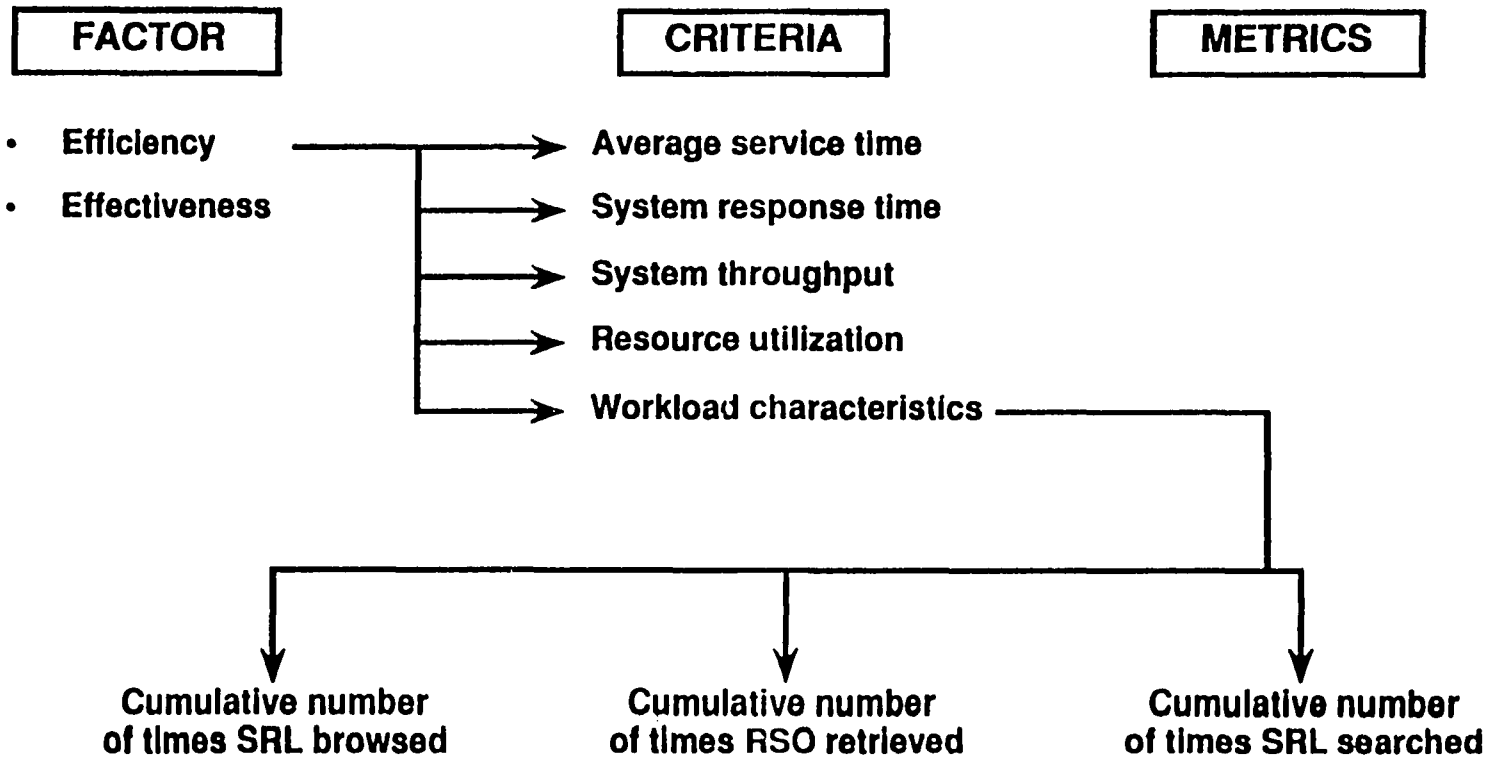 FACTOR
CRITERIA
METRICS
• Efficiency
• Effectiveness
Average service time
System response time
System throughput
Resource utilization
Workload characteristics
Cumulative number
of times SRL browsed
Cumulative number
of times RSO retrieved
Cumulative number
of times SRL searched